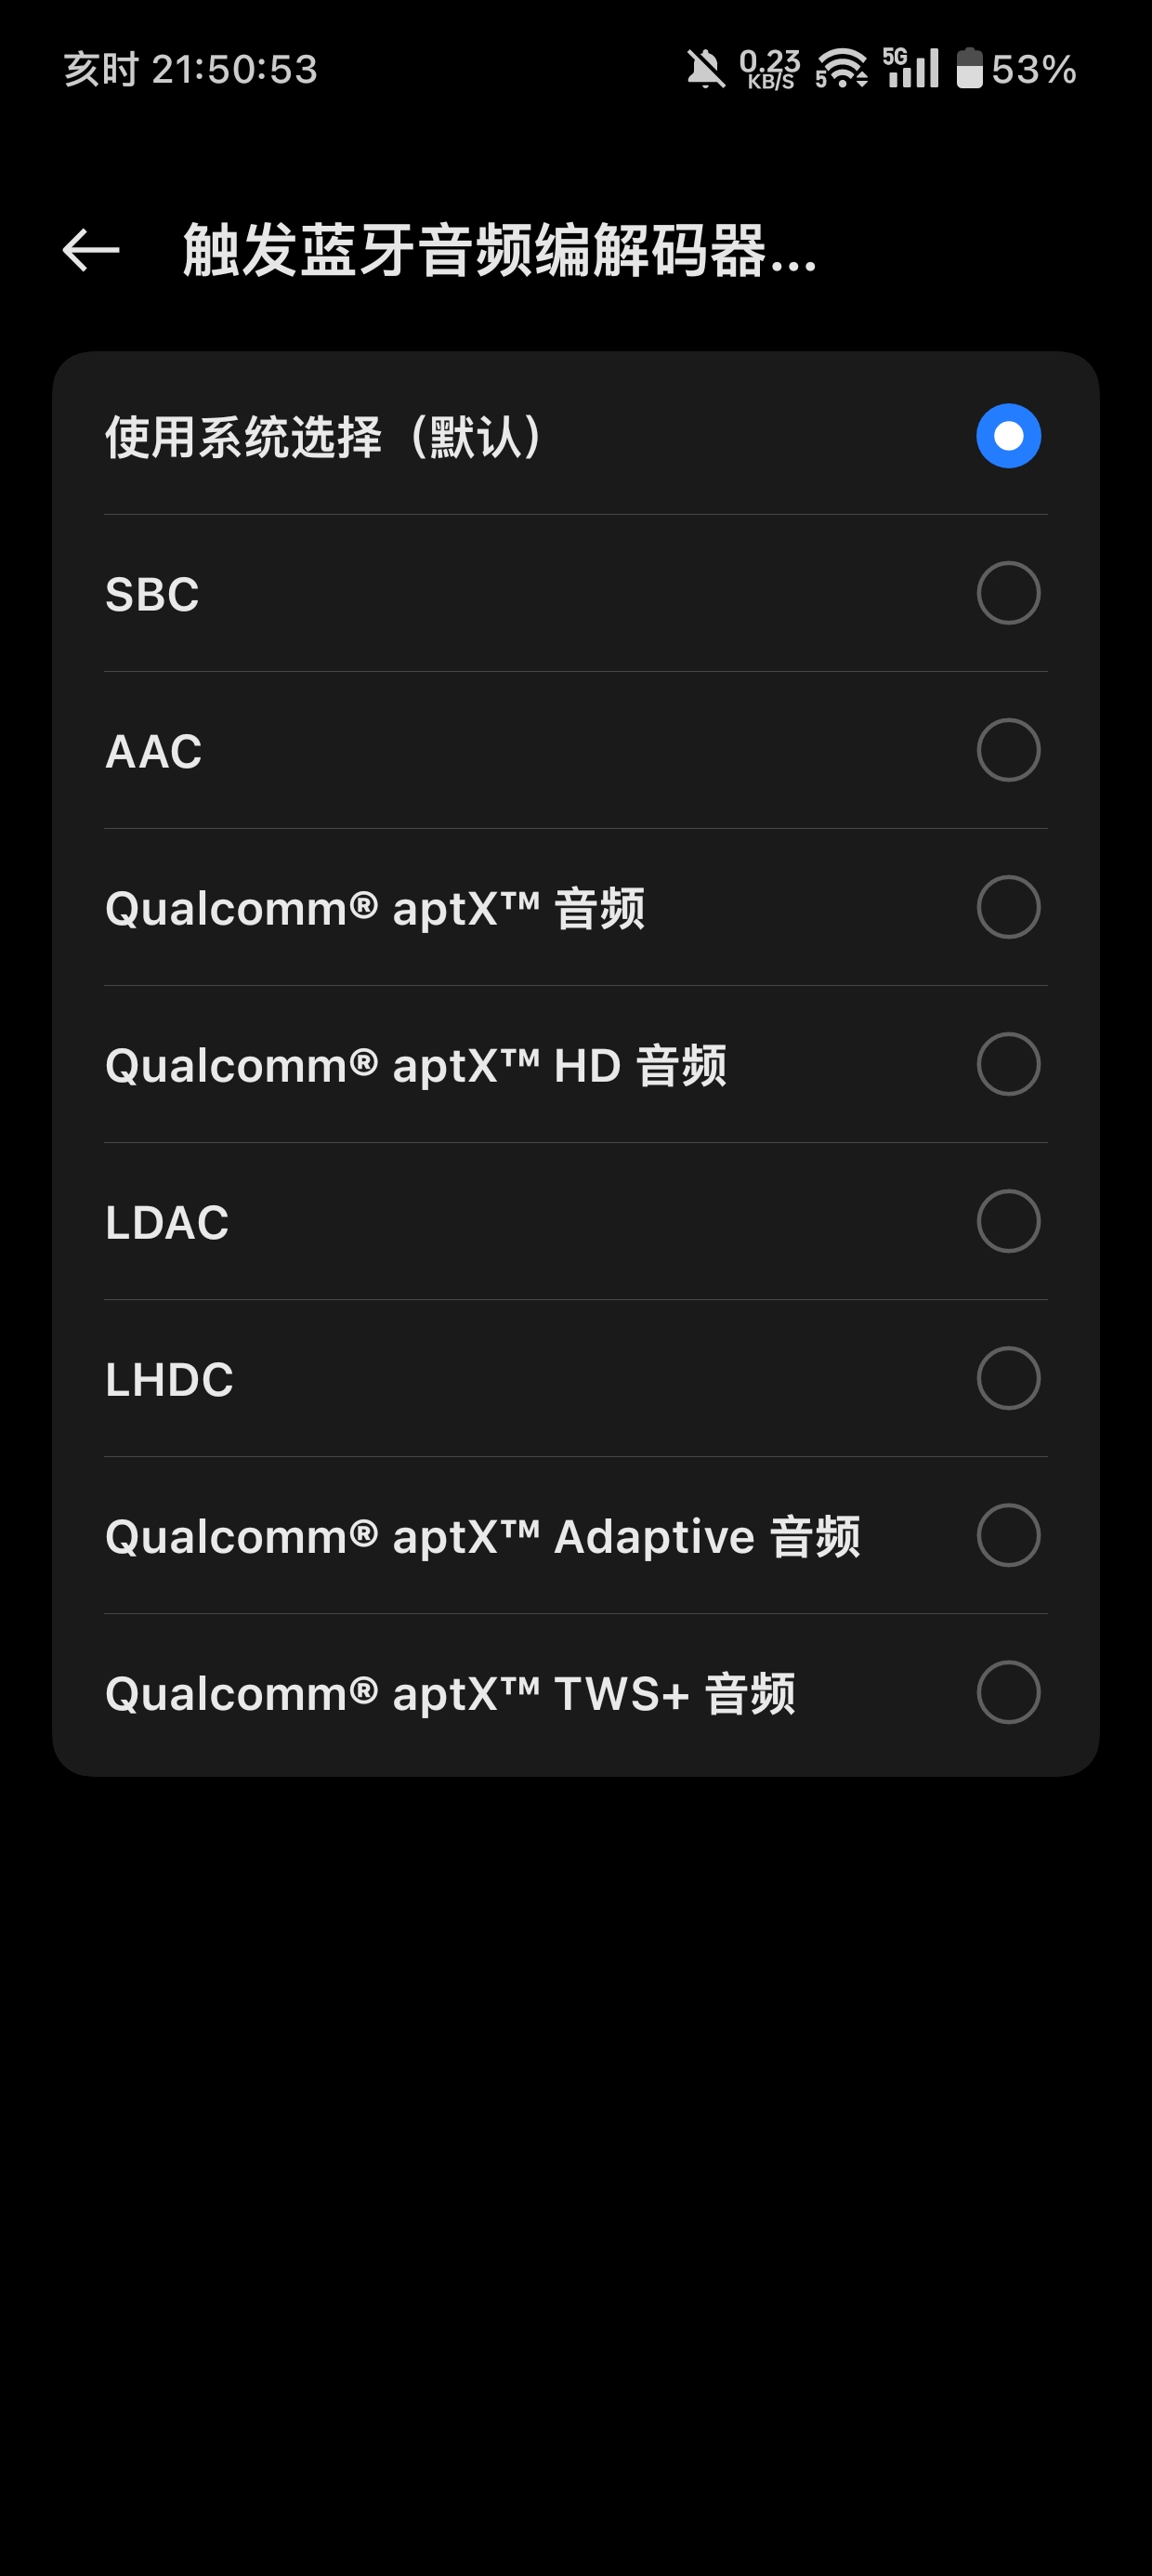 亥时 21:50:53
0.23
KB/S
5
5G
53%
触发蓝牙音频编解码器...
使用系统选择（默认）
SBC
AAC
Qualcomm® aptX™ 音频
Qualcomm® aptX™ HD 音频
LDAC
LHDC
Qualcomm® aptX™ Adaptive 音频
Qualcomm® aptX™ TWS+ 音频